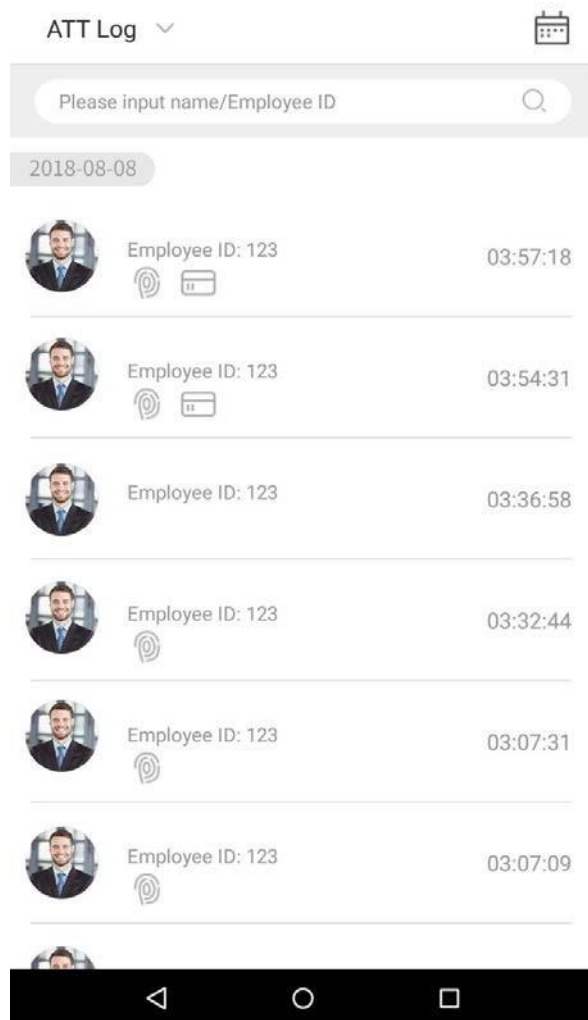 ATT Log
Please input name/Employee ID
2018-08-08
Employee ID: 123
03:57:18
Employee ID: 123
03:54:31
Employee ID: 123
03:36:58
Employee ID: 123
03:32:44
Employee ID: 123
03:07:31
Employee ID: 123
03:07:09